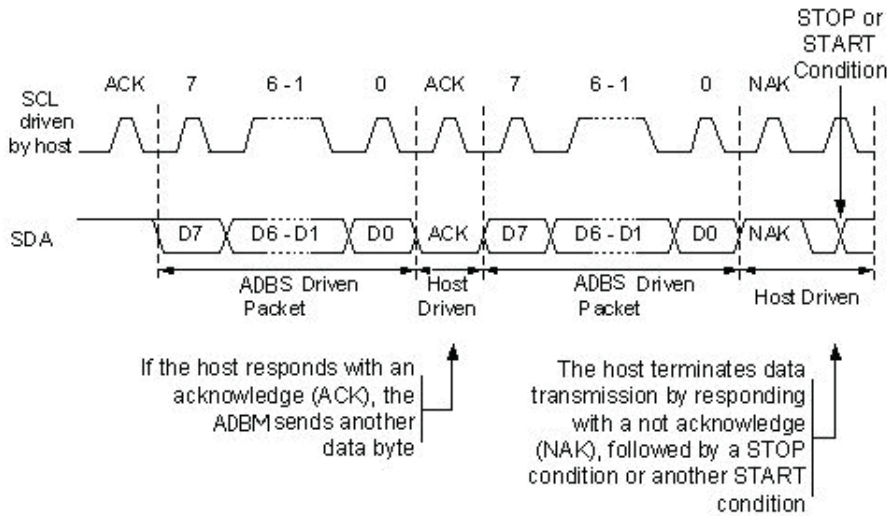 STOP or
START
Condition
ACK 7 6 - 1 0 ACK 7 6 - 1 0 NAK
SCL
driven
by host
SDA
D7 D6 - D1 D0 ACK D7 D6 - D1 D0 NAK
ADBS Driven
Packet
Host
Driven
ADBS Driven
Packet
Host Driven
If the host responds with an
acknowledge (ACK), the
ADBM sends another
data byte
The host terminates data
transmission by responding
with a not acknowledge
(NAK), followed by a STOP
condition or another START
condition